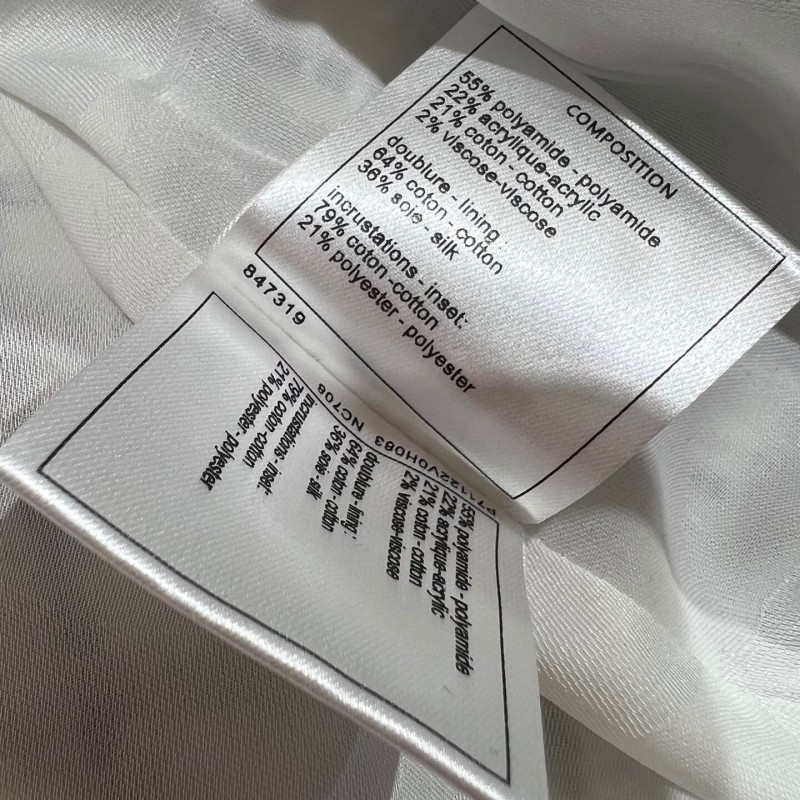 COMPOSITION
55% polyamide - polyamide
22% acrylique-acrylic
21% coton - cotton
2% viscose-viscose
doublure - lining :
64% coton - cotton
36% soie - silk
incrustations - inset:
79% coton -cotton
21% polyester - polyester
847319
P71122V0H083 NC708
55% polyamide - polyamide
22% acrylique-acrylic
21% coton - cotton
2% viscose-viscose
doublure - lining :
64% coton - cotton
36% soie - silk
incrustations - inset:
79% coton -cotton
21% polyester - polyester